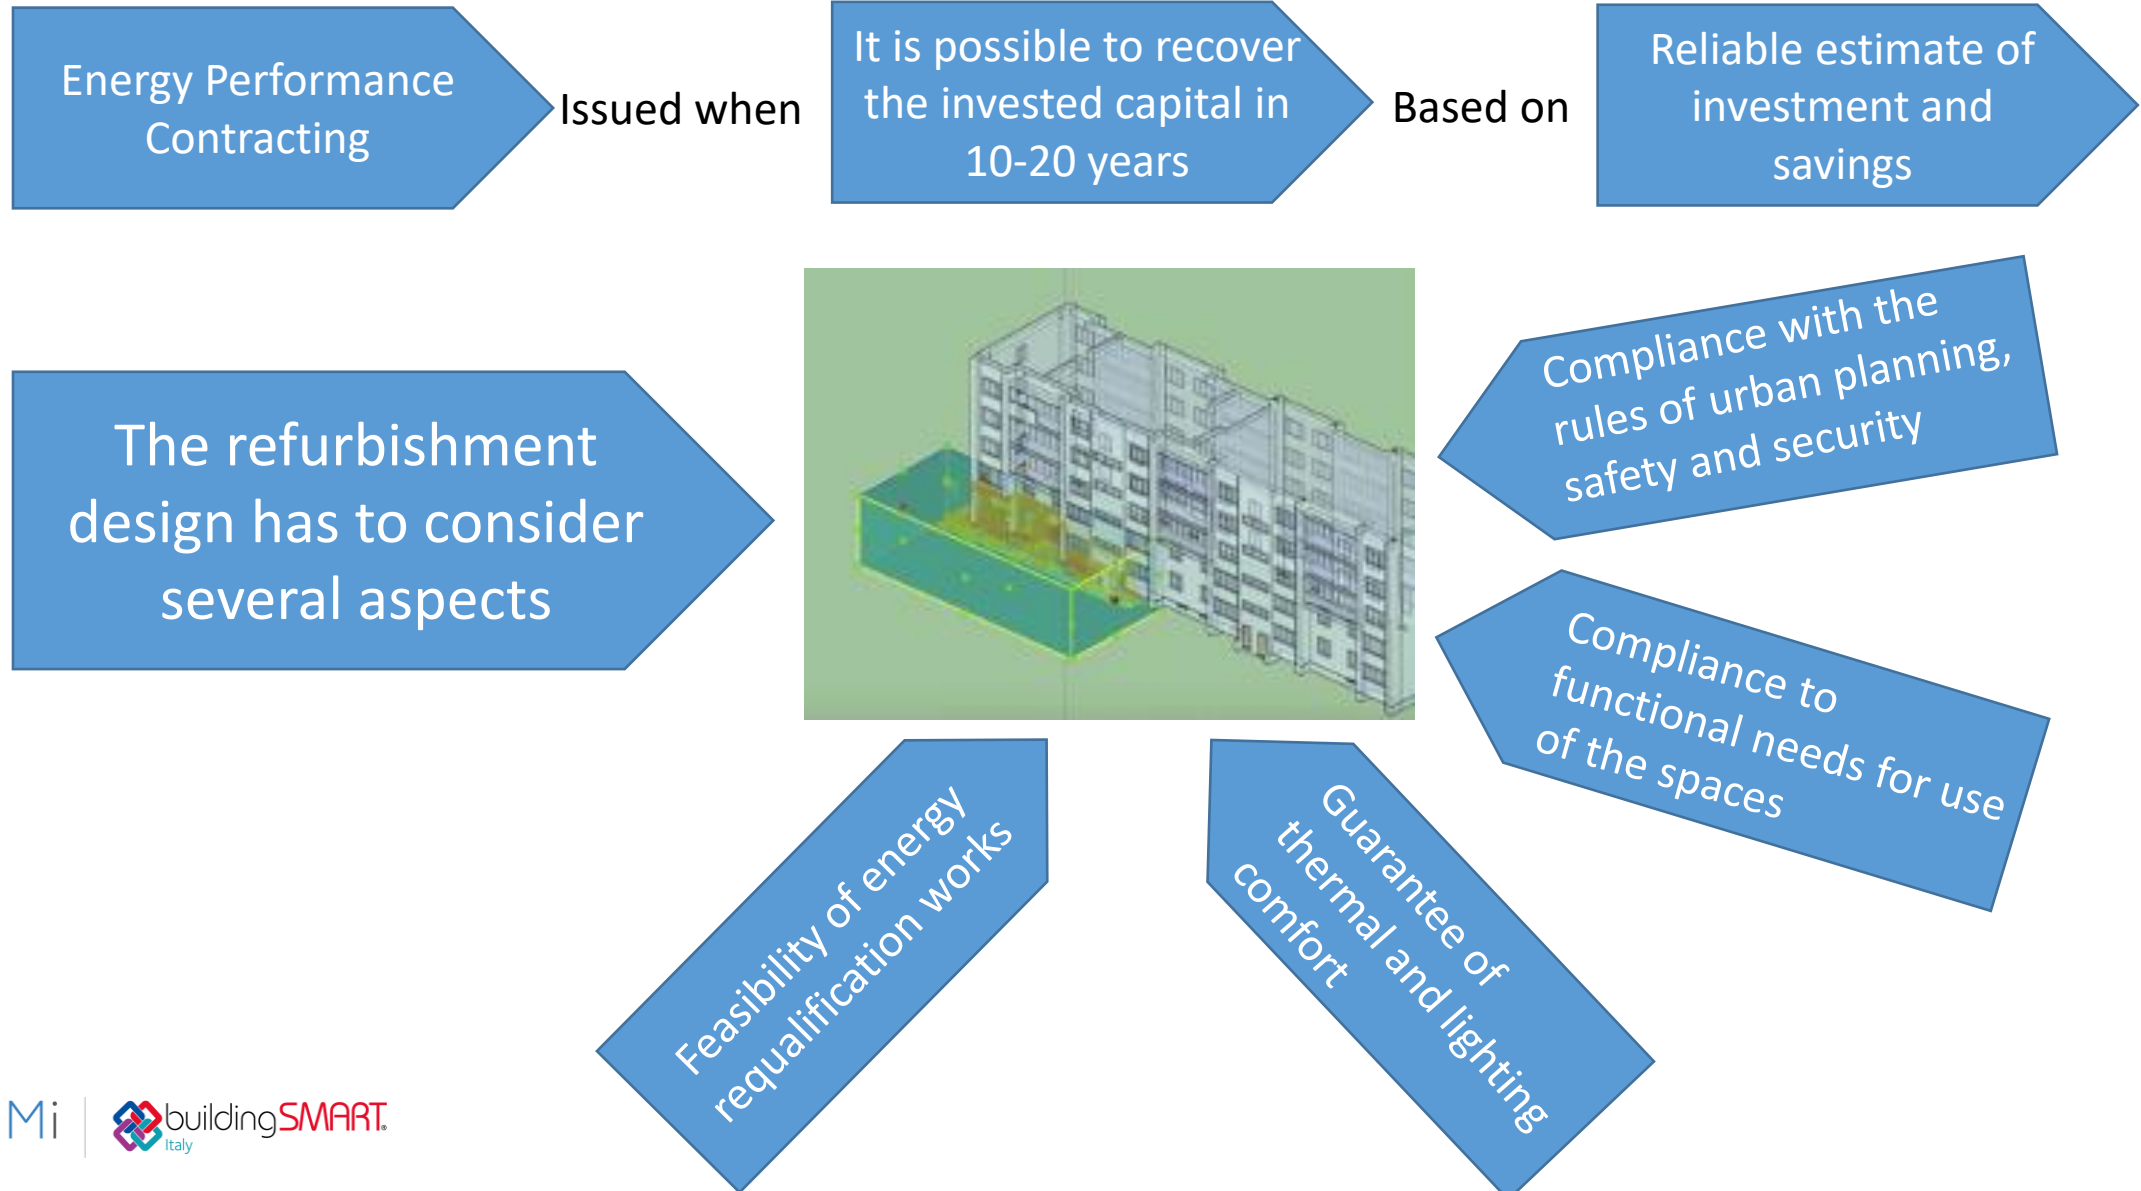 Energy Performance
Contracting
Issued when
It is possible to recover
the invested capital in
10-20 years
Based on
Reliable estimate of
investment and
savings
The refurbishment
design has to consider
several aspects
Compliance with the
rules of urban planning,
safety and security
Compliance to
functional needs for use
of the spaces
Feasibility of energy
requalification works
Guarantee of
thermal and lighting
comfort
Mi
buildingSMART®
Italy